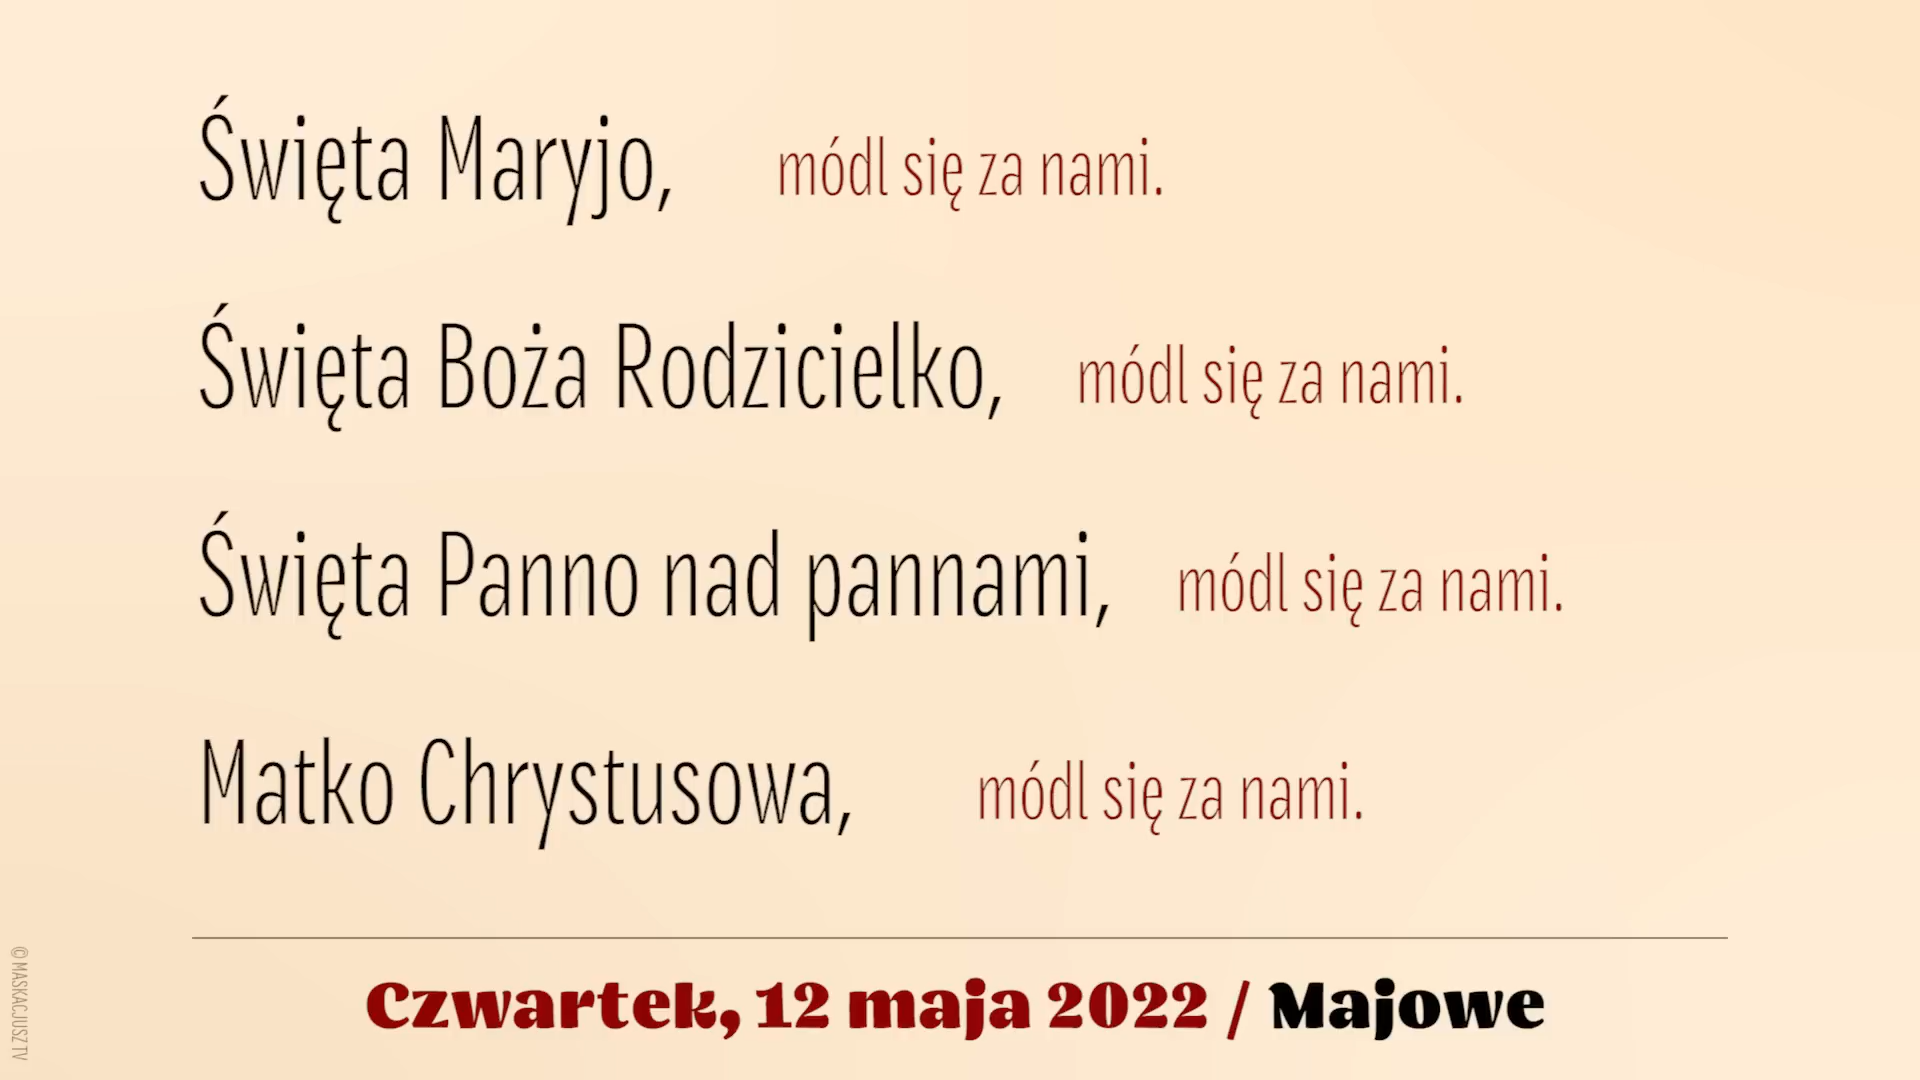 Święta Maryjo, módl się za nami.
Święta Boża Rodzicielko, módl się za nami.
Święta Panno nad pannami, módl się za nami.
Matko Chrystusowa, módl się za nami.
Czwartek, 12 maja 2022 / Majowe
© MASKACJUSZ TV